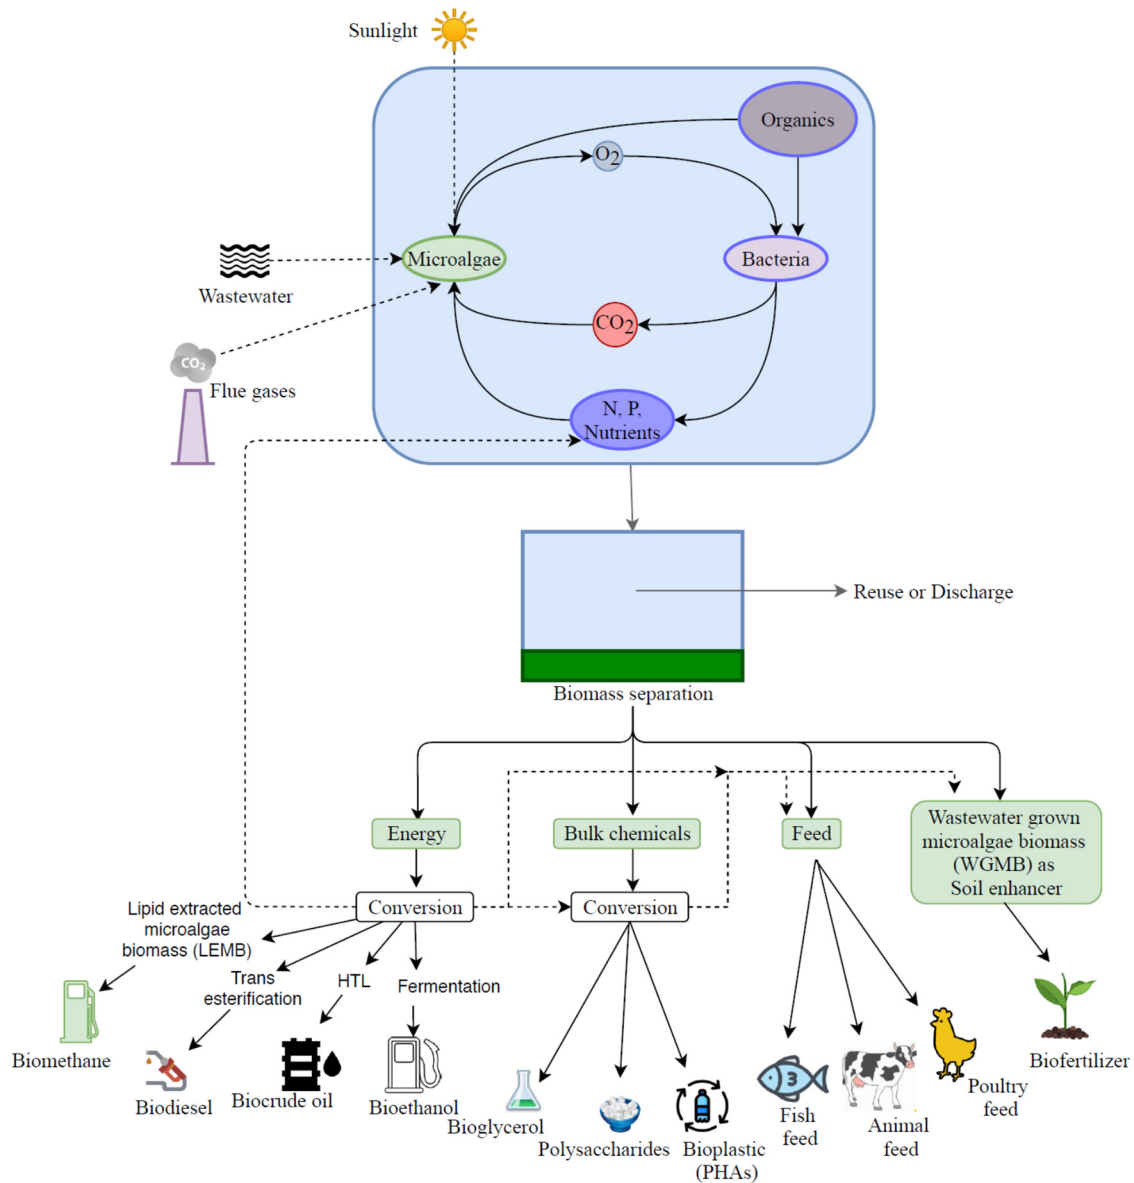 Sunlight
Organics
O2
Microalgae
Bacteria
Wastewater
CO2
CO2
Flue gases
N, P,
Nutrients
Reuse or Discharge
Biomass separation
Energy
Bulk chemicals
Feed
Wastewater grown
microalgae biomass
(WGMB) as
Soil enhancer
Conversion
Conversion
Lipid extracted
microalgae
biomass (LEMB)
Trans
esterification
HTL
Fermentation
Biomethane
Biodiesel
Biocrude oil
Bioethanol
Bioglycerol
Polysaccharides
Bioplastic
(PHAs)
3
Fish
feed
Animal
feed
Poultry
feed
Biofertilizer